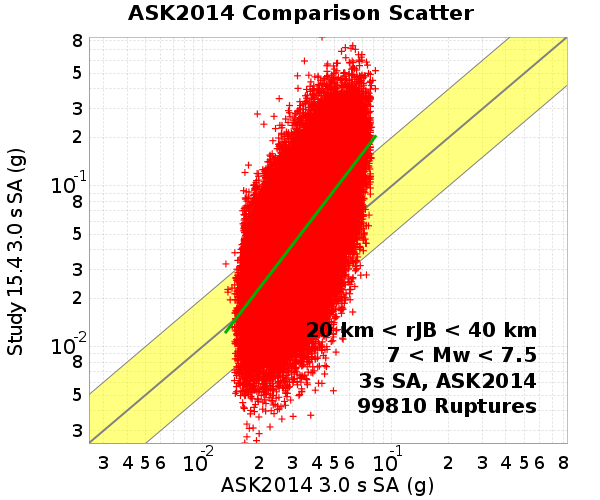 ASK2014 Comparison Scatter
Study 15.4 3.0 s SA (g)
8
5
3
2
10⁻¹
8
5
3
2
10⁻²
8
5
3
20 km < rJB < 40 km
7 < Mw < 7.5
3s SA, ASK2014
99810 Ruptures
3 4 5 6 10⁻² 2 3 4 5 6 10⁻¹ 2 3 4 5 6 8
ASK2014 3.0 s SA (g)